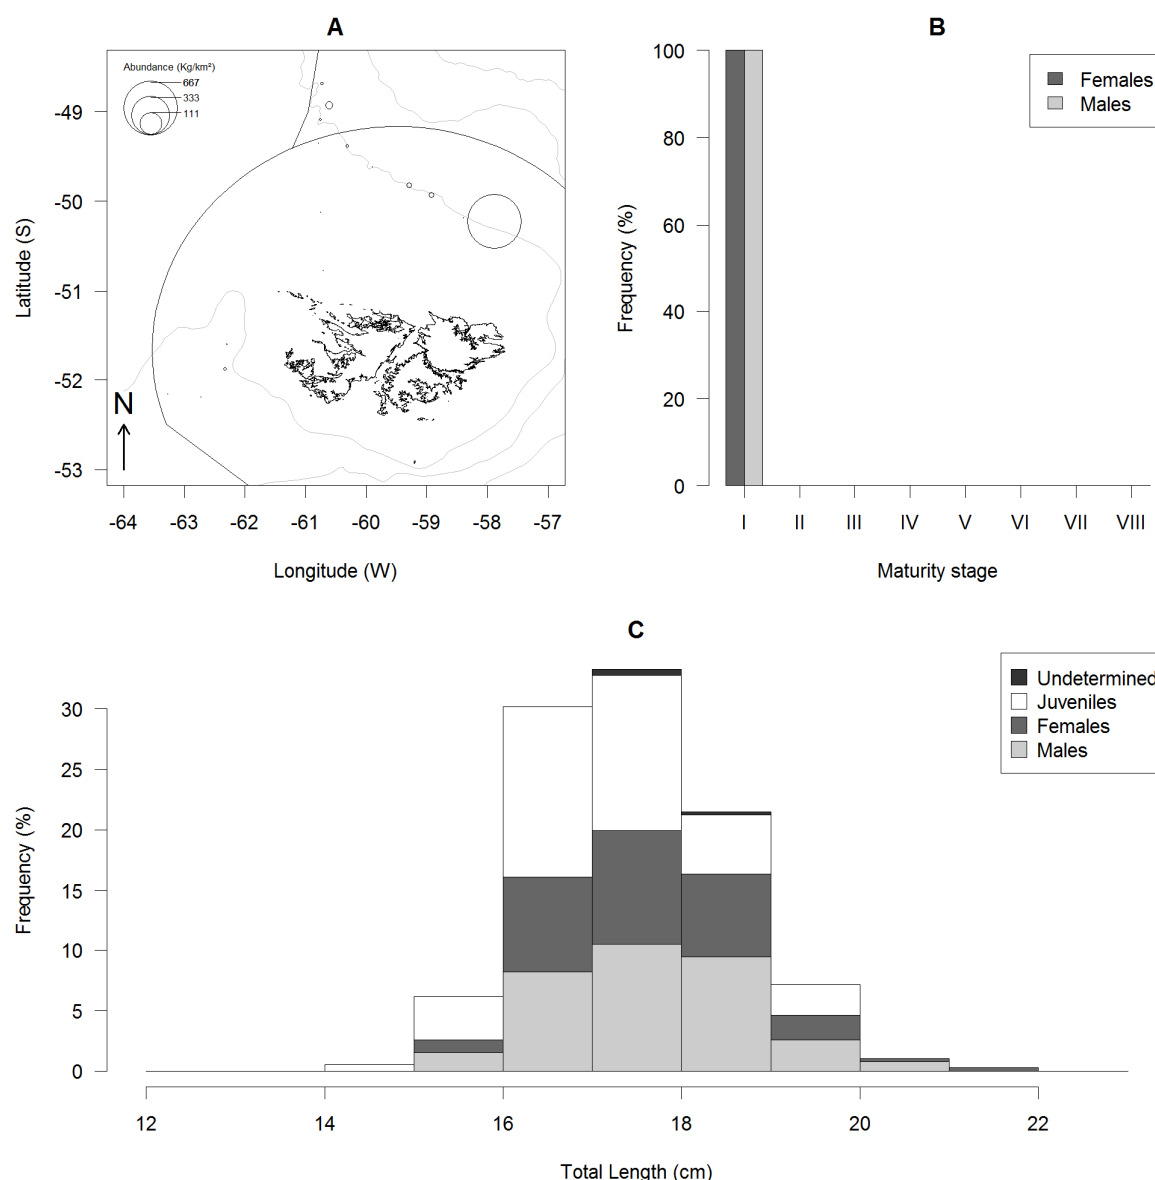 A
Abundance (Kg/km²)
667
333
111
-49
-50
-51
-52
-53
Latitude (S)
N
-64 -63 -62 -61 -60 -59 -58 -57
Longitude (W)
B
Females
Males
100
80
60
40
20
0
Frequency (%)
I II III IV V VI VII VIII
Maturity stage
C
Undetermined
Juveniles
Females
Males
30
25
20
15
10
5
0
Frequency (%)
12 14 16 18 20 22
Total Length (cm)